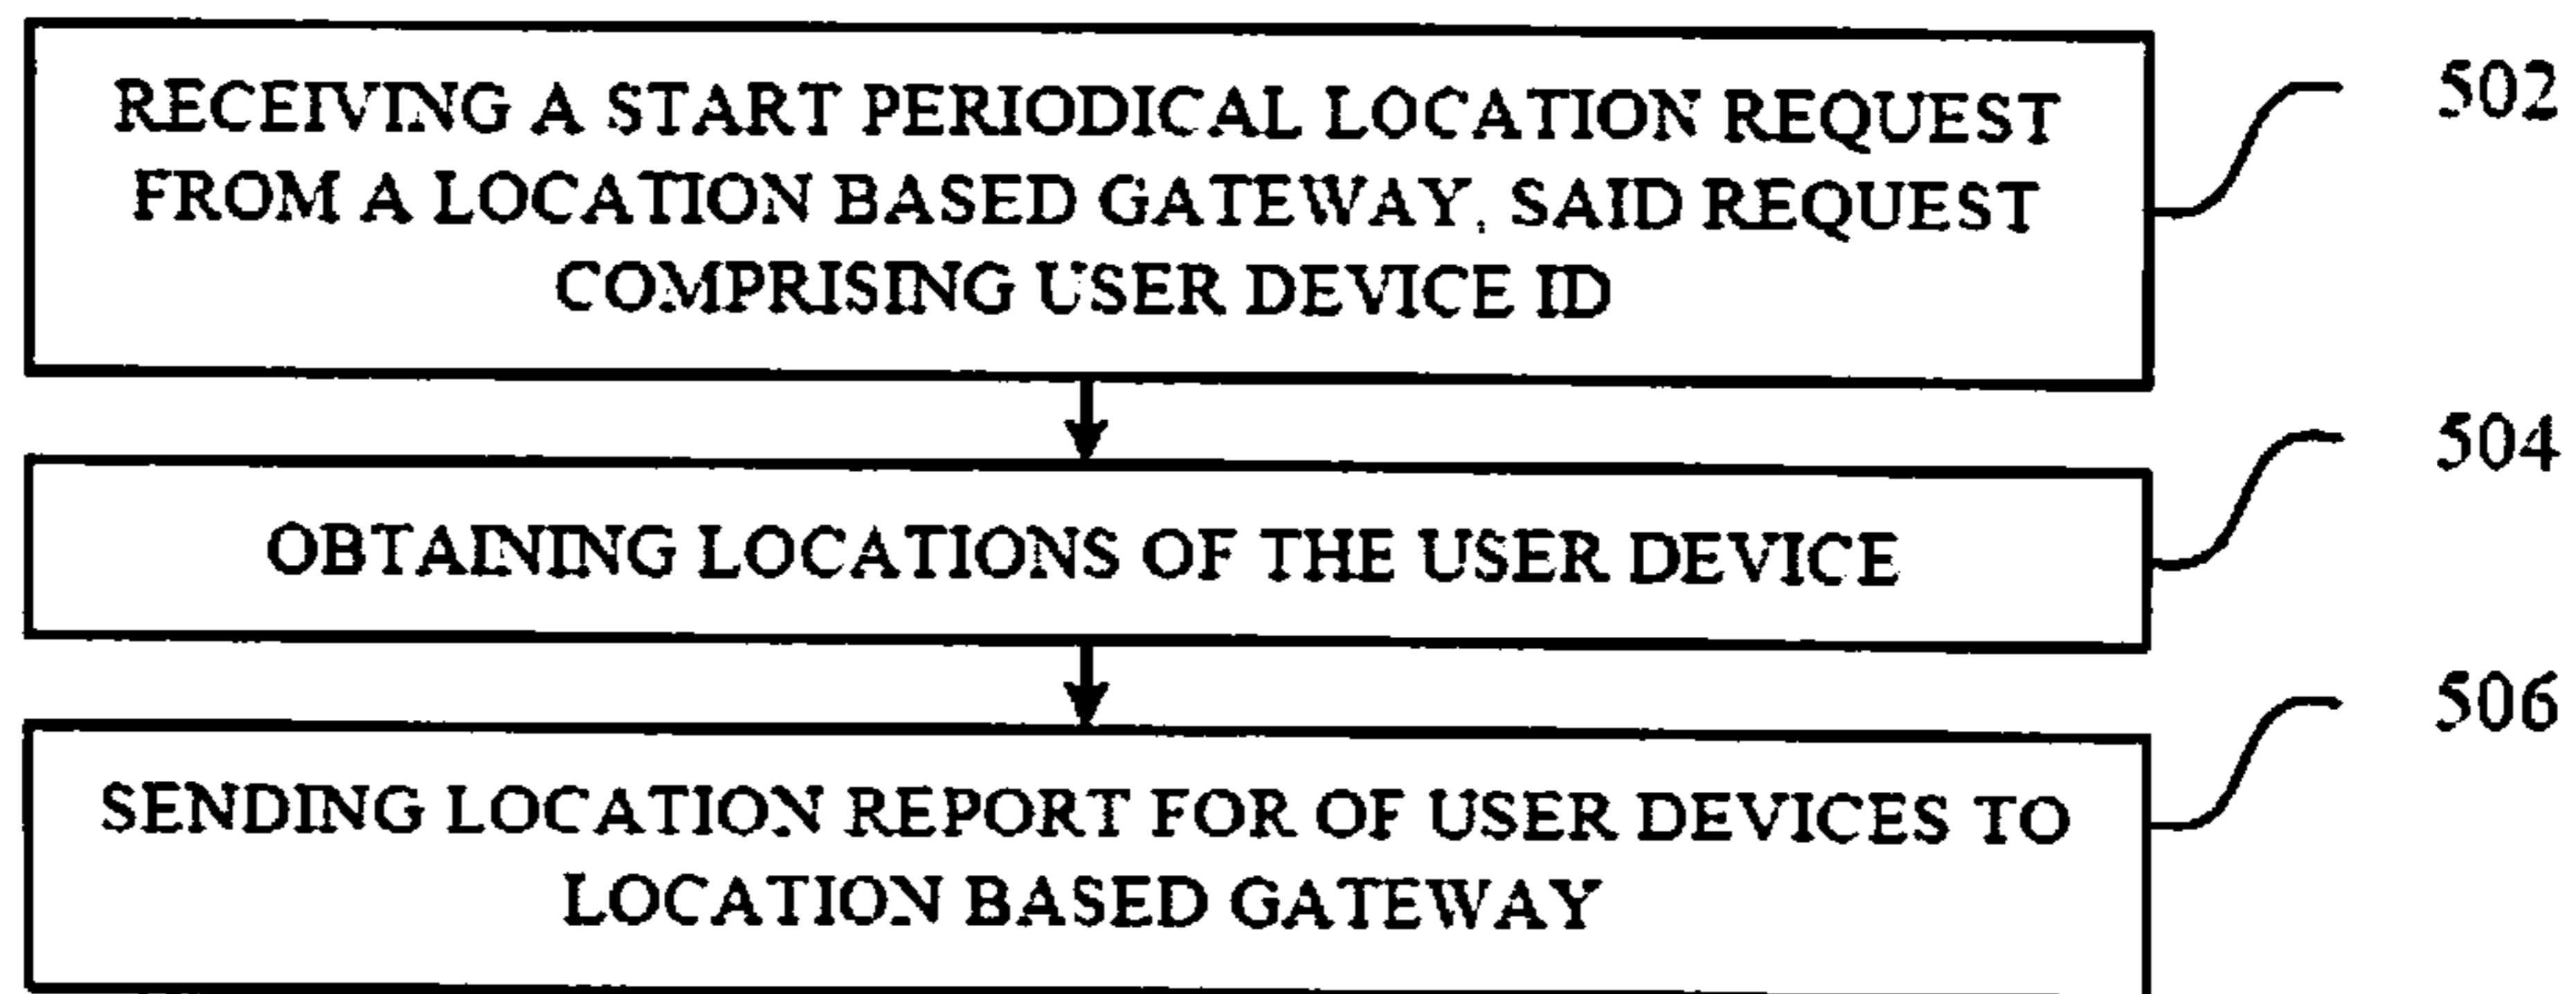 RECEIVING A START PERIODICAL LOCATION REQUEST
FROM A LOCATION BASED GATEWAY, SAID REQUEST
COMPRISING USER DEVICE ID
502
OBTAINING LOCATIONS OF THE USER DEVICE
504
SENDING LOCATION REPORT FOR OF USER DEVICES TO
LOCATION BASED GATEWAY
506